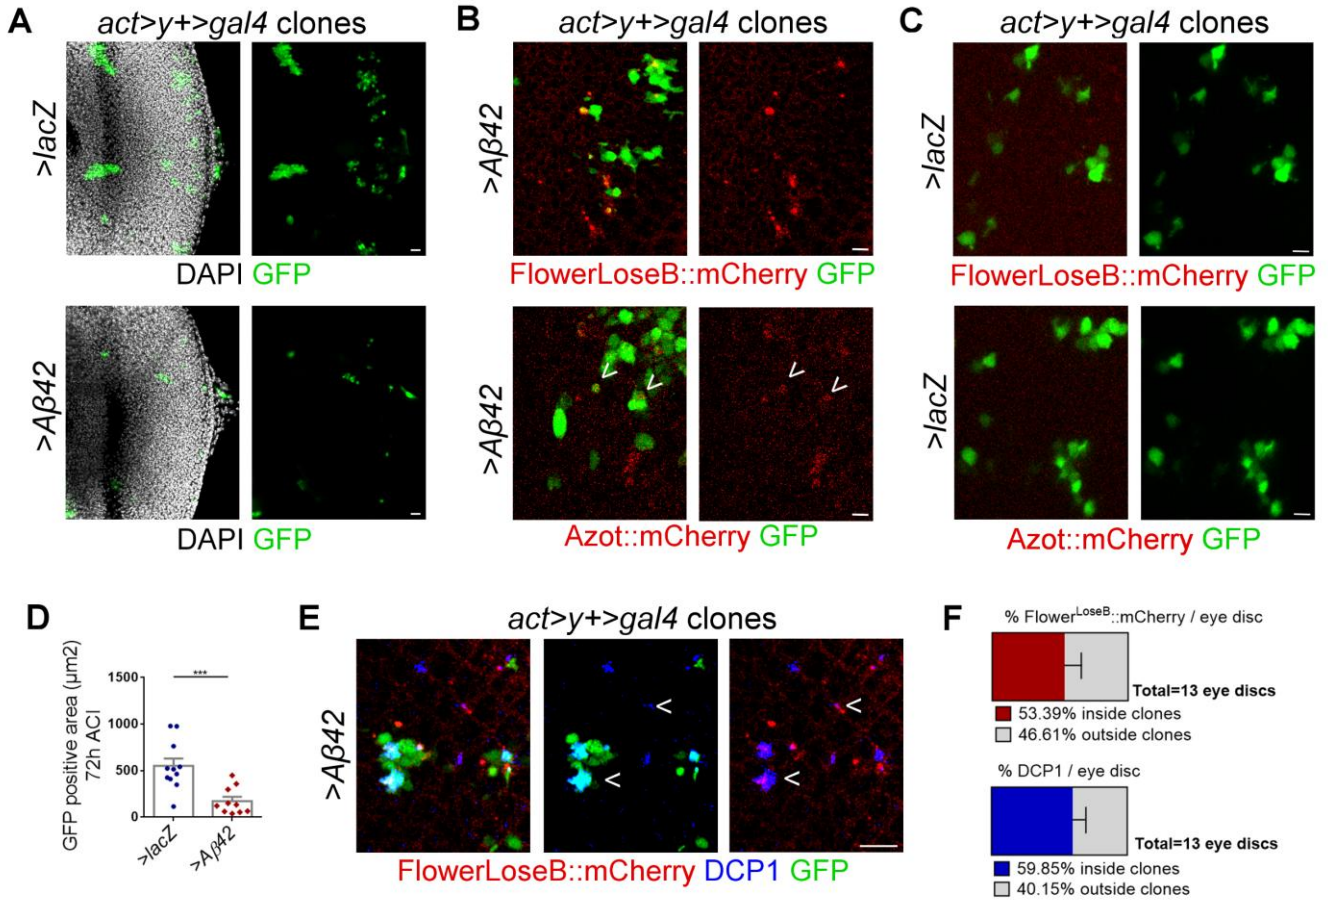 A
act>y+>gal4 clones
>lacZ
DAPI GFP
>Aβ42
DAPI GFP
B
act>y+>gal4 clones
>Aβ42
FlowerLoseB::mCherry GFP
>Aβ42
Azot::mCherry GFP
C
act>y+>gal4 clones
>lacZ
FlowerLoseB::mCherry GFP
>lacZ
Azot::mCherry GFP
D
GFP positive area (μm2)
72h ACI
1500
1000
500
0
***
>lacZ
>Aβ42
E
act>y+>gal4 clones
>Aβ42
FlowerLoseB::mCherry DCP1 GFP
F
% Flower^LoseB::mCherry / eye disc
Total=13 eye discs
53.39% inside clones
46.61% outside clones
% DCP1 / eye disc
Total=13 eye discs
59.85% inside clones
40.15% outside clones